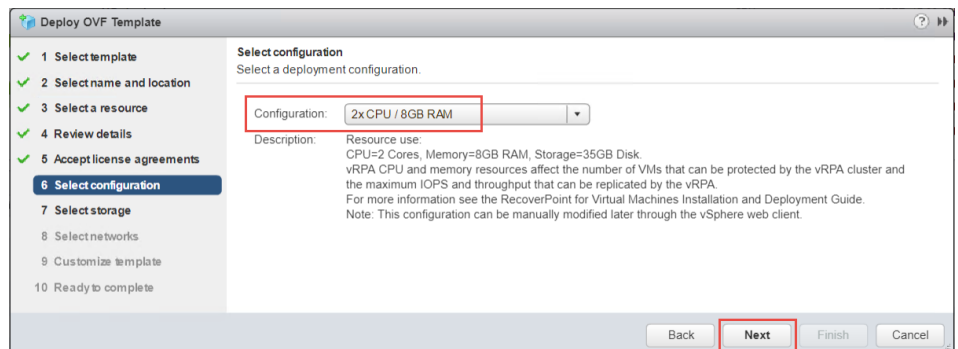 Deploy OVF Template
1 Select template
2 Select name and location
3 Select a resource
4 Review details
5 Accept license agreements
6 Select configuration
7 Select storage
8 Select networks
9 Customize template
10 Ready to complete
Select configuration
Select a deployment configuration.
Configuration: 2x CPU / 8GB RAM
Description: Resource use:
CPU=2 Cores, Memory=8GB RAM, Storage=35GB Disk.
vRPA CPU and memory resources affect the number of VMs that can be protected by the vRPA cluster and
the maximum IOPS and throughput that can be replicated by the vRPA.
For more information see the RecoverPoint for Virtual Machines Installation and Deployment Guide.
Note: This configuration can be manually modified later through the vSphere web client.
Back Next Finish Cancel